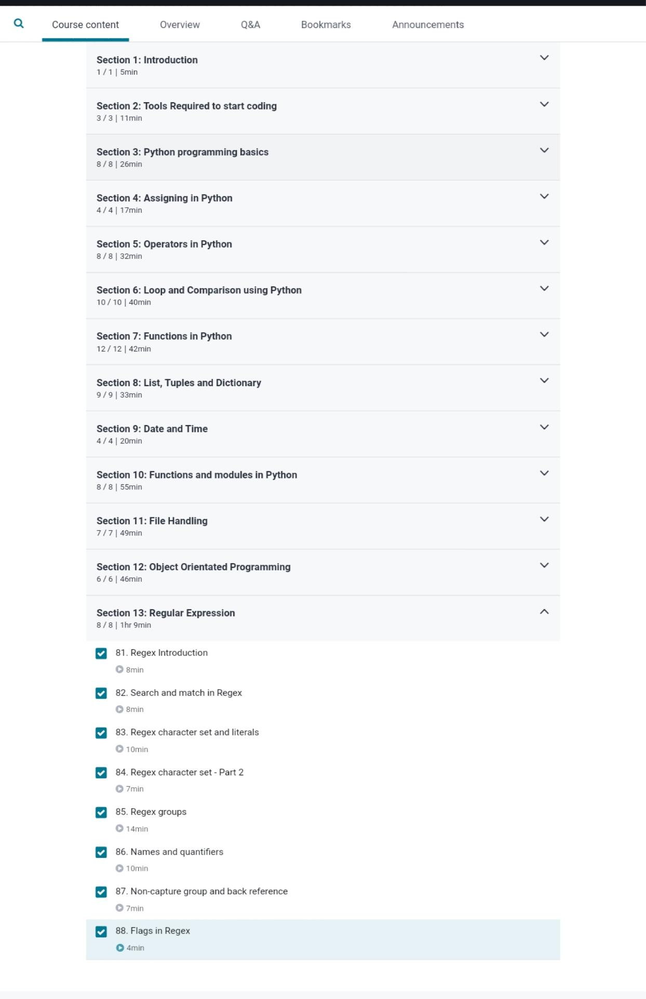 Course content Overview Q&A Bookmarks Announcements
Section 1: Introduction
1 / 1 | 5min
Section 2: Tools Required to start coding
3 / 3 | 11min
Section 3: Python programming basics
8 / 8 | 26min
Section 4: Assigning in Python
4 / 4 | 17min
Section 5: Operators in Python
8 / 8 | 32min
Section 6: Loop and Comparison using Python
10 / 10 | 40min
Section 7: Functions in Python
12 / 12 | 42min
Section 8: List, Tuples and Dictionary
9 / 9 | 33min
Section 9: Date and Time
4 / 4 | 20min
Section 10: Functions and modules in Python
8 / 8 | 55min
Section 11: File Handling
7 / 7 | 49min
Section 12: Object Orientated Programming
6 / 6 | 46min
Section 13: Regular Expression
8 / 8 | 1hr 9min
81. Regex Introduction
8min
82. Search and match in Regex
8min
83. Regex character set and literals
10min
84. Regex character set - Part 2
7min
85. Regex groups
14min
86. Names and quantifiers
10min
87. Non-capture group and back reference
7min
88. Flags in Regex
4min